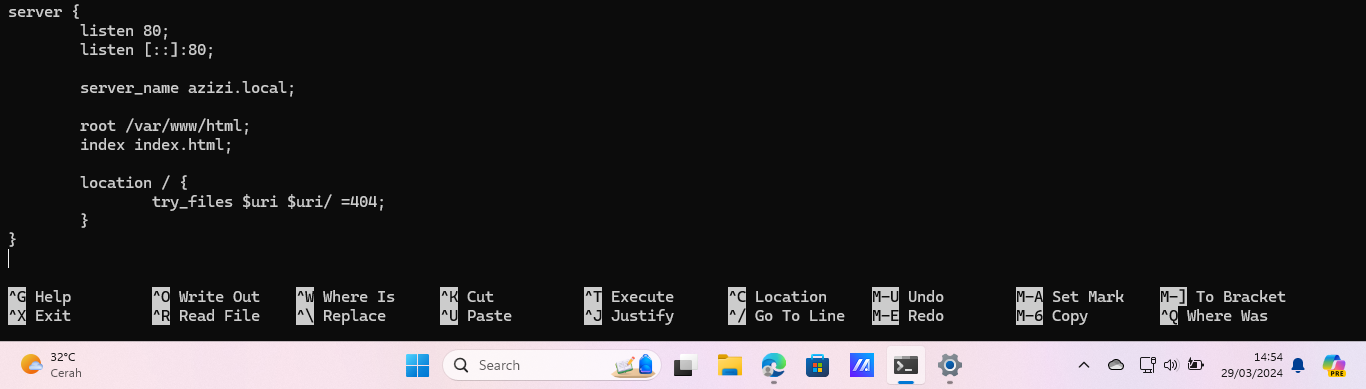 server {
        listen 80;
        listen [::]:80;

        server_name azizi.local;

        root /var/www/html;
        index index.html;

        location / {
                try_files $uri $uri/ =404;
        }
}
^G Help ^O Write Out ^W Where Is ^K Cut ^T Execute ^C Location M-U Undo M-A Set Mark M-] To Bracket
^X Exit ^R Read File ^\ Replace ^U Paste ^J Justify ^/ Go To Line M-E Redo M-6 Copy ^Q Where Was
32°C
Cerah
Search
14:54
29/03/2024
PRE